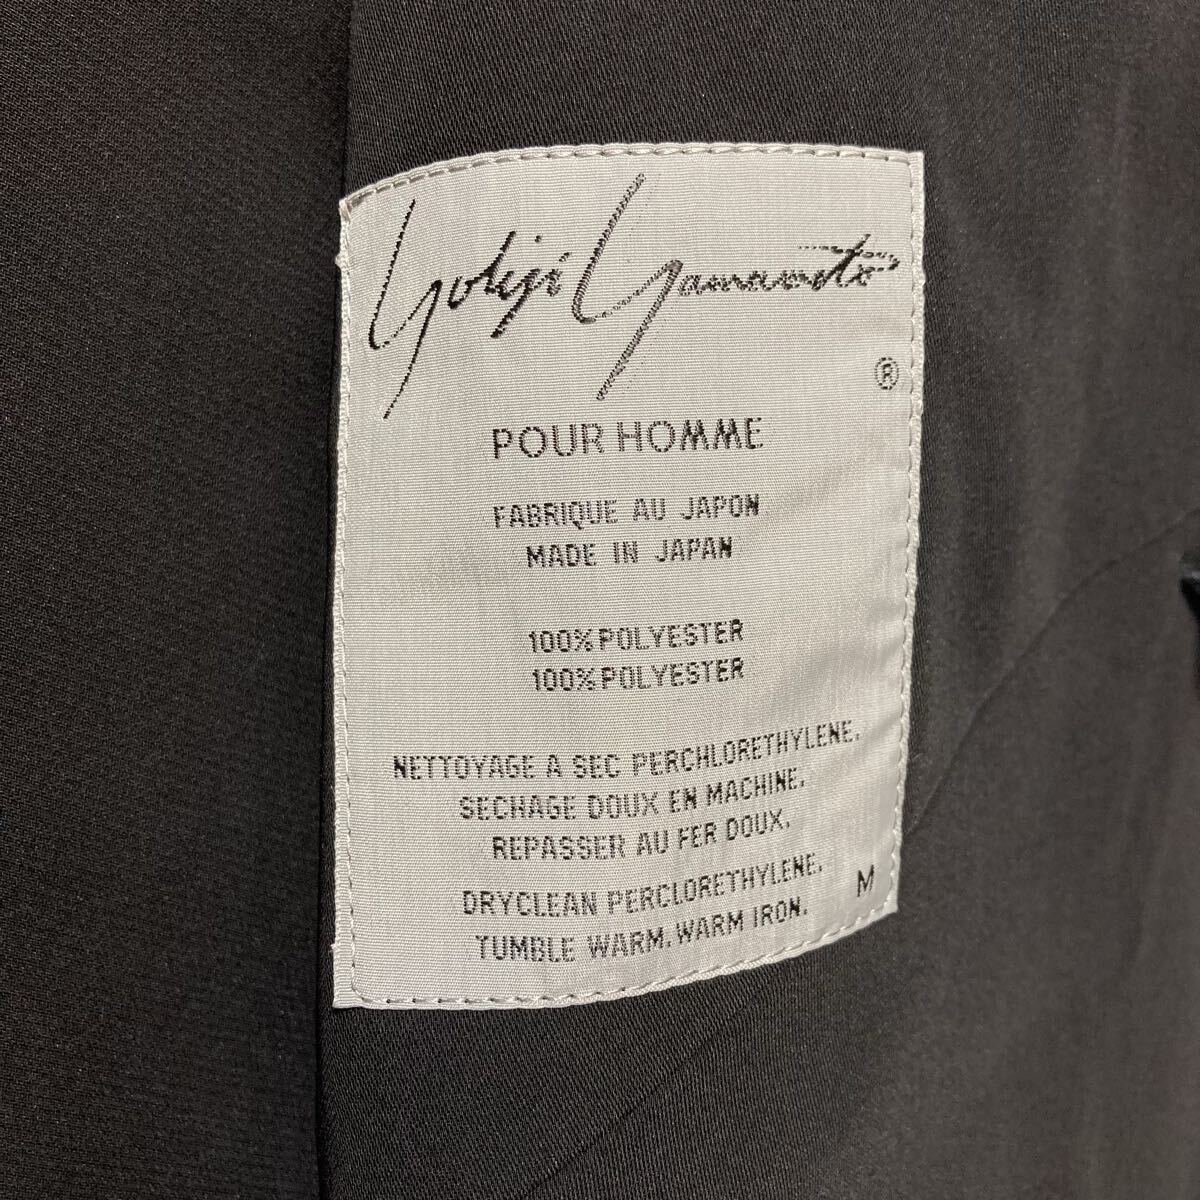 Yohji Yamamoto
®
POUR HOMME
FABRIQUE AU JAPON
MADE IN JAPAN
100% POLYESTER
100% POLYESTER
NETTOYAGE A SEC PERCHLORETHYLENE.
SECHAGE DOUX EN MACHINE.
REPASSER AU FER DOUX.
DRYCLEAN PERCLORETHYLENE.
TUMBLE WARM. WARM IRON.
M